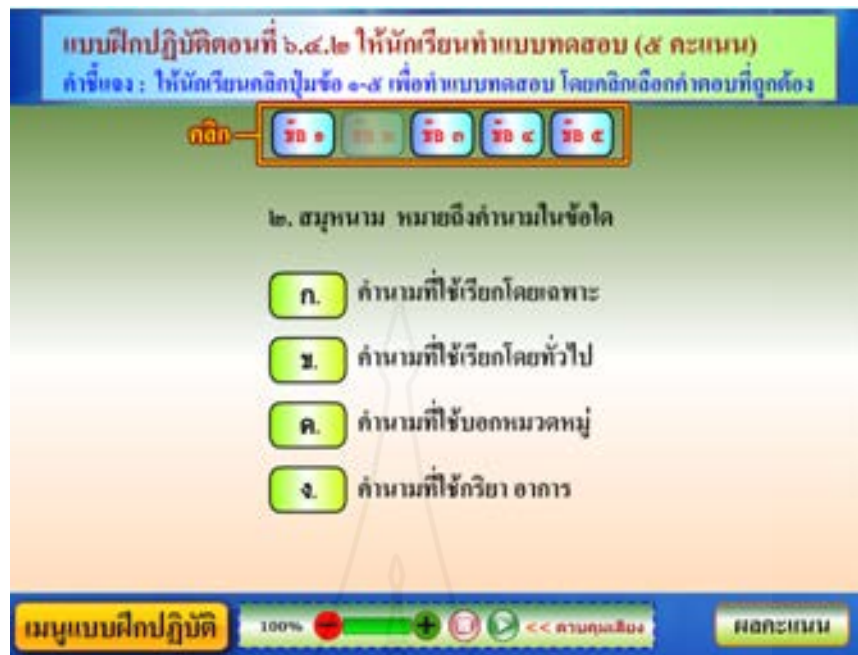 แบบฝึกปฏิบัติตอนที่ ๖.๔.๒ ให้นักเรียนทำแบบทดสอบ (๕ คะแนน)
คำชี้แจง : ให้นักเรียนคลิกปุ่มข้อ ๑-๕ เพื่อทำแบบทดสอบ โดยคลิกเลือกคำตอบที่ถูกต้อง
คลิก ข้อ ๑ ข้อ ๒ ข้อ ๓ ข้อ ๔ ข้อ ๕
๒. สมุหนาม หมายถึงคำนามในข้อใด
ก. คำนามที่ใช้เรียกโดยเฉพาะ
ข. คำนามที่ใช้เรียกโดยทั่วไป
ค. คำนามที่ใช้บอกหมวดหมู่
ง. คำนามที่ใช้กริยา อาการ
เมนูแบบฝึกปฏิบัติ 100% << ควบคุมเสียง ผลคะแนน